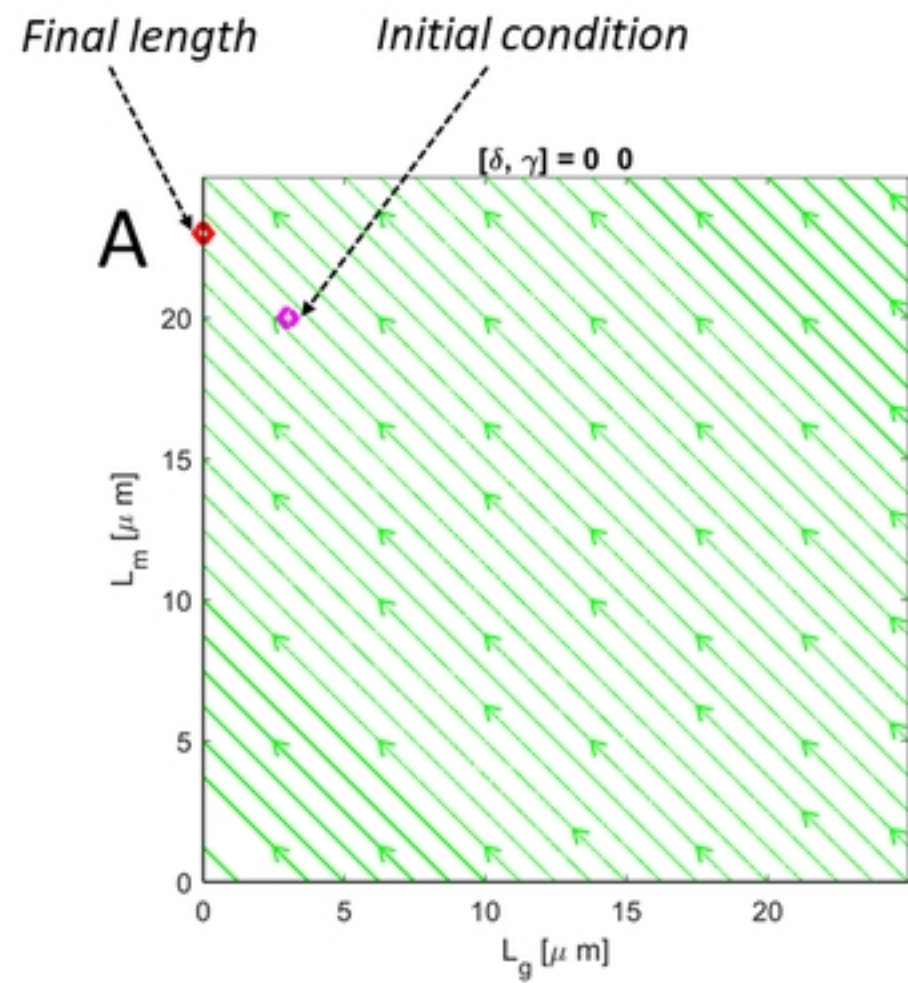 Final length
Initial condition
[δ, γ] = 0 0
A
20
15
10
5
0
L_m [μ m]
0 5 10 15 20
L_g [μ m]